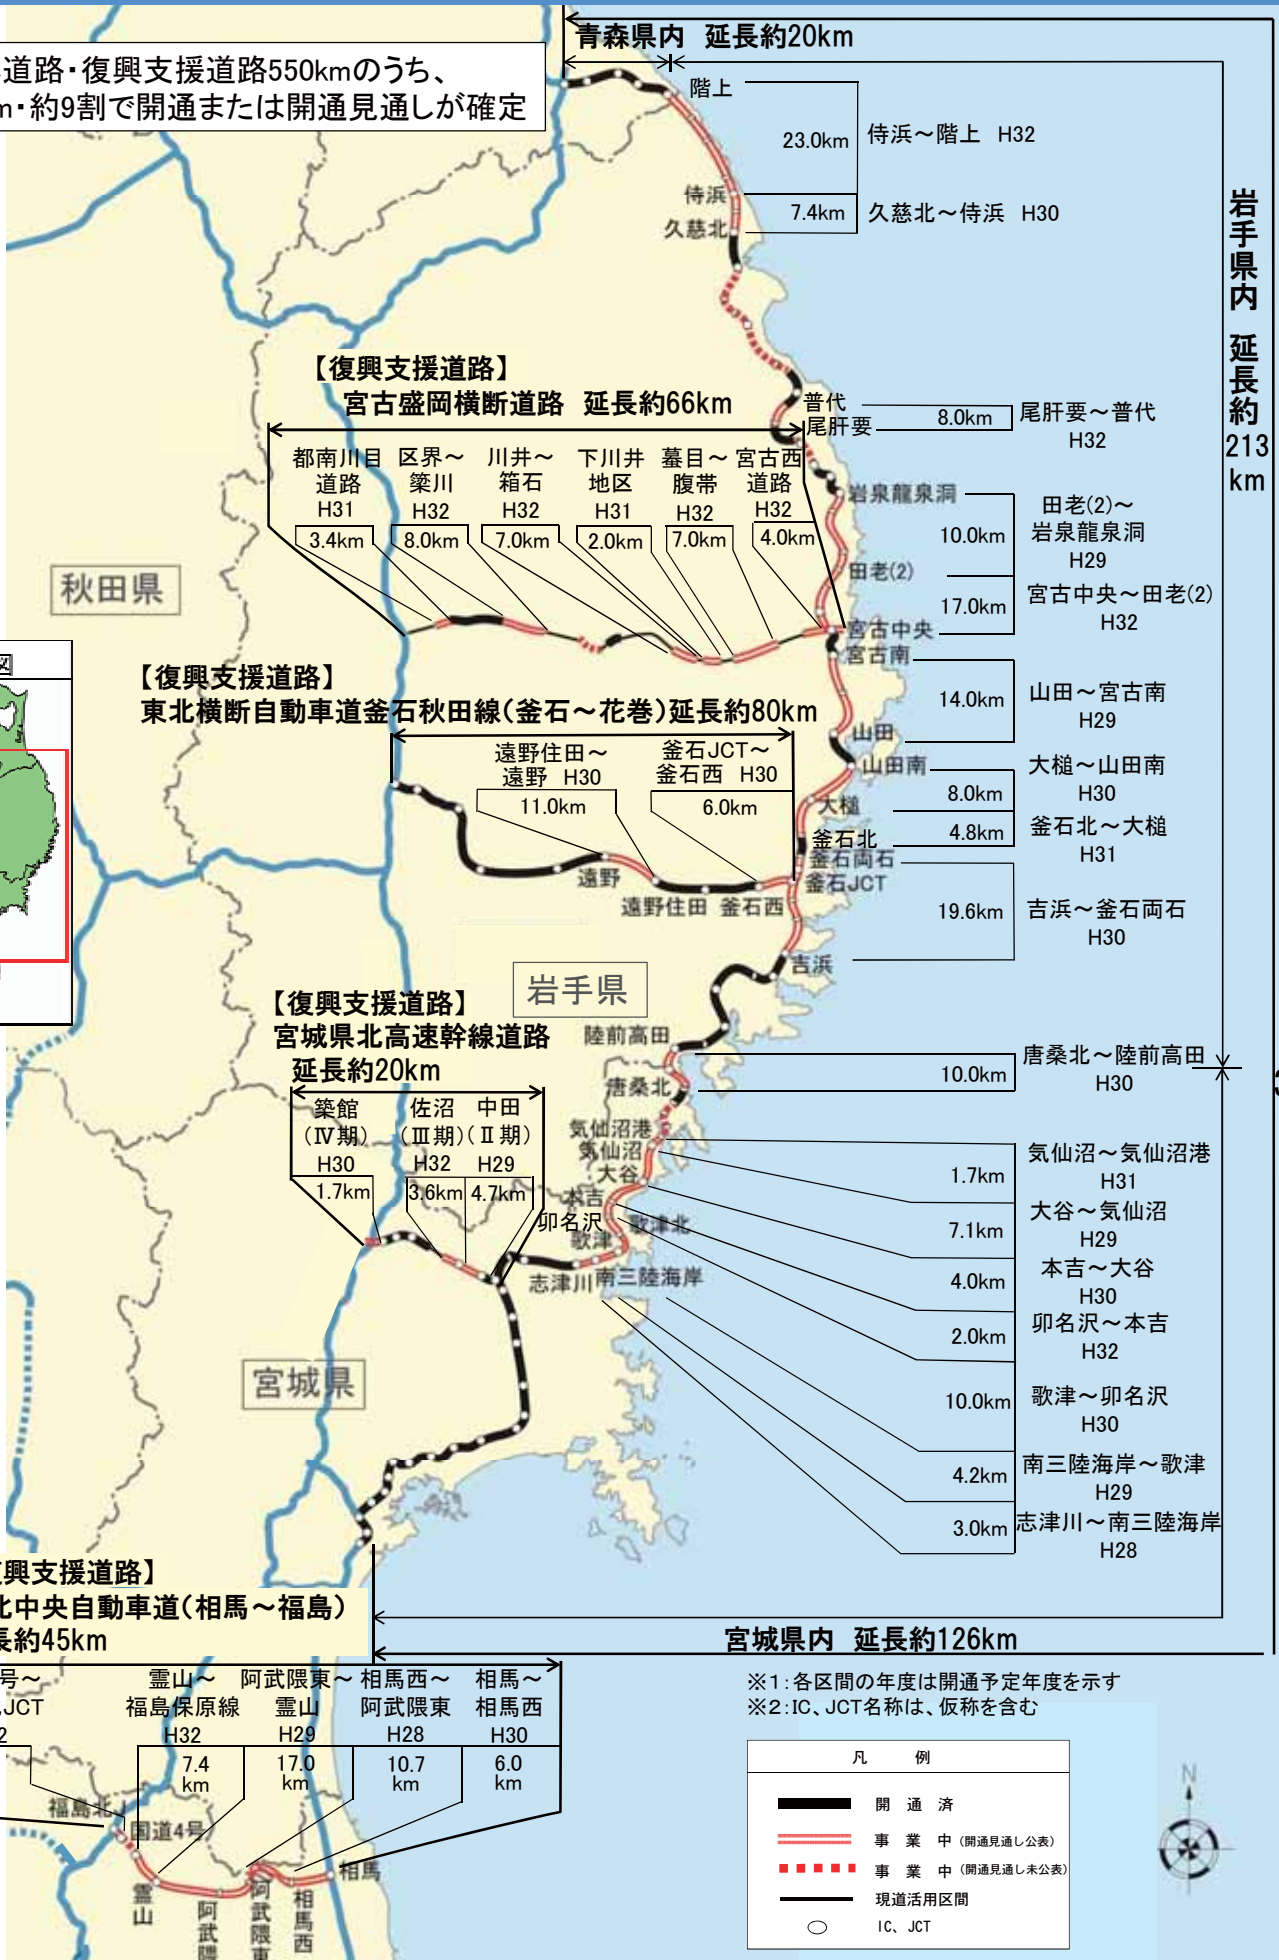 青森県内 延長約20km
道路・復興支援道路550kmのうち、
m・約9割で開通または開通見通しが確定
階上
23.0km
侍浜～階上 H32
侍浜
7.4km
久慈北～侍浜 H30
久慈北
岩手県内 延長約213km
【復興支援道路】
宮古盛岡横断道路 延長約66km
普代
尾肝要
8.0km
尾肝要～普代
H32
都南川目
道路
H31
3.4km
区界～
簗川
H32
8.0km
川井～
箱石
H32
7.0km
下川井
地区
H31
2.0km
蟇目～
腹帯
H32
7.0km
宮古西
道路
H32
4.0km
岩泉龍泉洞
10.0km
田老(2)～
岩泉龍泉洞
H29
田老(2)
17.0km
宮古中央～田老(2)
H32
秋田県
宮古中央
宮古南
図
【復興支援道路】
東北横断自動車道釜石秋田線(釜石～花巻)延長約80km
14.0km
山田～宮古南
H29
山田
遠野住田～
遠野 H30
11.0km
釜石JCT～
釜石西 H30
6.0km
山田南
大槌～山田南
8.0km
H30
大槌
4.8km
釜石北～大槌
H31
釜石北
釜石両石
釜石JCT
遠野
遠野住田
釜石西
19.6km
吉浜～釜石両石
H30
吉浜
岩手県
【復興支援道路】
宮城県北高速幹線道路
延長約20km
陸前高田
唐桑北～陸前高田
10.0km
H30
唐桑北
築館
(Ⅳ期)
H30
1.7km
佐沼
(Ⅲ期)
H32
3.6km
中田
(Ⅱ期)
H29
4.7km
気仙沼港
気仙沼
大谷
本吉
卯名沢
歌津北
歌津
志津川
南三陸海岸
1.7km
気仙沼～気仙沼港
H31
7.1km
大谷～気仙沼
H29
4.0km
本吉～大谷
H30
2.0km
卯名沢～本吉
H32
10.0km
歌津～卯名沢
H30
4.2km
南三陸海岸～歌津
H29
3.0km
志津川～南三陸海岸
H28
宮城県
興支援道路】
北中央自動車道(相馬～福島)
長約45km
宮城県内 延長約126km
号～
JCT
2
霊山～
福島保原線
H32
7.4
km
阿武隈東～
霊山
H29
17.0
km
相馬西～
阿武隈東
H28
10.7
km
相馬～
相馬西
H30
6.0
km
福島北
国道4号
霊山
阿武隈
阿武隈東
相馬西
相馬
※1:各区間の年度は開通予定年度を示す
※2:IC、JCT名称は、仮称を含む
凡 例
開 通 済
事 業 中 (開通見通し公表)
事 業 中 (開通見通し未公表)
現道活用区間
IC、JCT
N